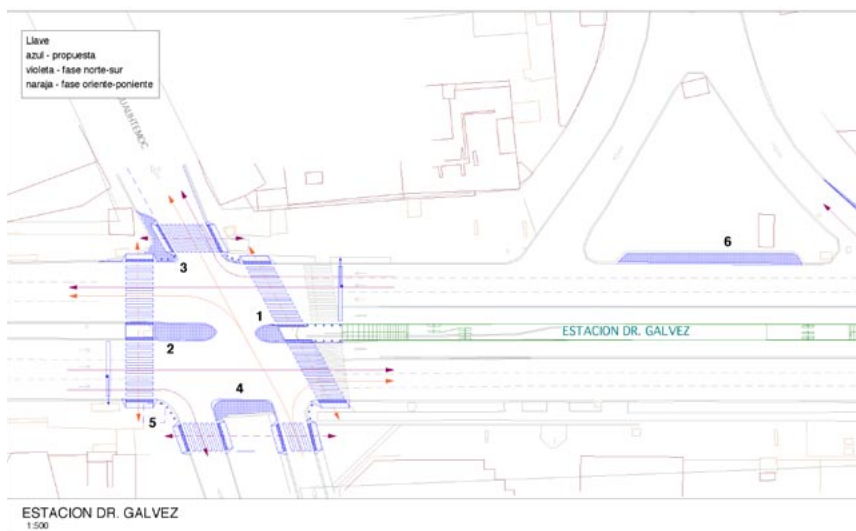 Llave
azul - propuesta
violeta - fase norte-sur
naraja - fase oriente-poniente
CUAUHTEMOC
6
3
1
ESTACION DR. GALVEZ
2
4
5
ESTACION DR. GALVEZ
1:500